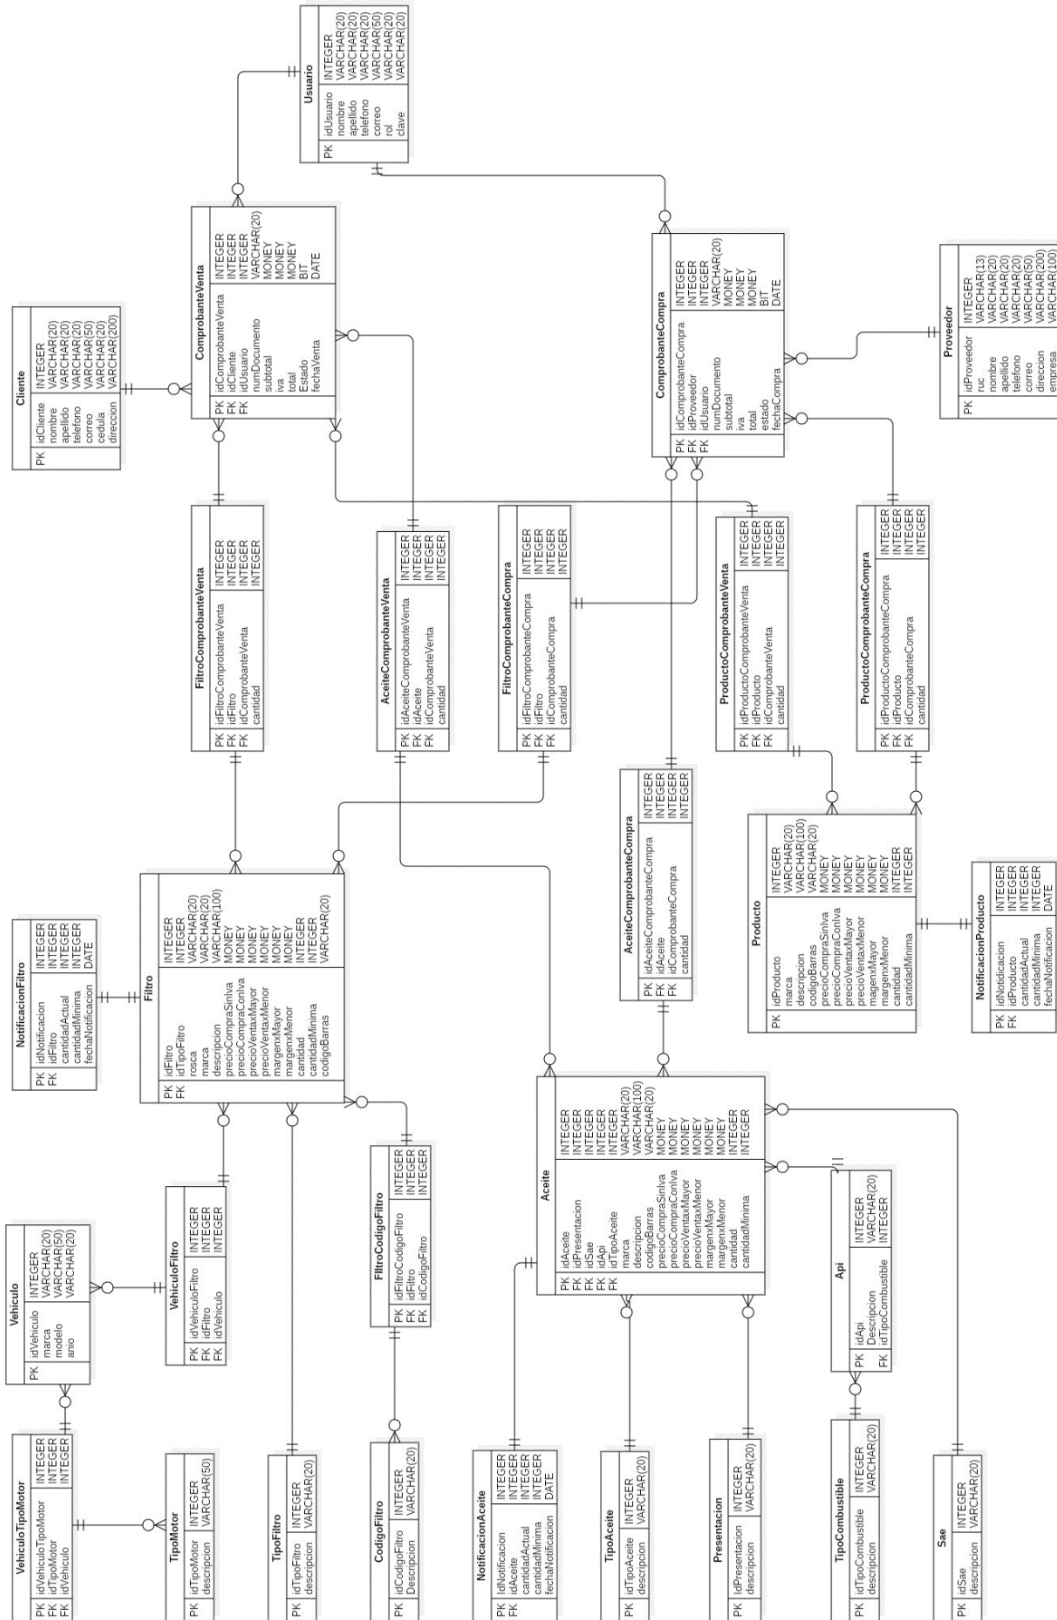 VehiculoTipoMotor
PK idVehiculoTipoMotor INTEGER
FK idTipoMotor INTEGER
FK idVehiculo INTEGER
Vehiculo
PK idVehiculo INTEGER
marca VARCHAR(20)
modelo VARCHAR(50)
anio VARCHAR(20)
NotificacionFiltro
PK idNotificacion INTEGER
FK idFiltro INTEGER
cantidadActual INTEGER
cantidadMinima INTEGER
fechaNotificacion DATE
Cliente
PK idCliente INTEGER
nombre VARCHAR(20)
apellido VARCHAR(20)
telefono VARCHAR(20)
correo VARCHAR(50)
cedula VARCHAR(20)
direccion VARCHAR(200)
TipoMotor
PK idTipoMotor INTEGER
descripcion VARCHAR(50)
VehiculoFiltro
PK idVehiculoFiltro INTEGER
FK idFiltro INTEGER
FK idVehiculo INTEGER
Filtro
PK idFiltro INTEGER
FK idTipoFiltro INTEGER
rosca VARCHAR(20)
marca VARCHAR(20)
descripcion VARCHAR(100)
precioCompraSinIva MONEY
precioCompraConIva MONEY
precioVentaxMayor MONEY
precioVentaxMenor MONEY
margenxMayor MONEY
margenxMenor MONEY
cantidad INTEGER
cantidadMinima INTEGER
codigoBarras VARCHAR(20)
FiltroComprobanteVenta
PK idFiltroComprobanteVenta INTEGER
FK idFiltro INTEGER
FK idComprobanteVenta INTEGER
cantidad INTEGER
ComprobanteVenta
PK idComprobanteVenta INTEGER
FK idCliente INTEGER
FK idUsuario INTEGER
numDocumento VARCHAR(20)
subtotal MONEY
iva MONEY
total MONEY
Estado BIT
fechaVenta DATE
Usuario
PK idUsuario INTEGER
nombre VARCHAR(20)
apellido VARCHAR(20)
telefono VARCHAR(20)
correo VARCHAR(50)
rol VARCHAR(20)
clave VARCHAR(20)
TipoFiltro
PK idTipoFiltro INTEGER
descripcion VARCHAR(20)
CodigoFiltro
PK idCodigoFiltro INTEGER
Descripcion VARCHAR(20)
FIltroCodigoFiltro
PK idFiltroCodigoFiltro INTEGER
FK idFiltro INTEGER
FK idCodigoFiltro INTEGER
AceiteComprobanteVenta
PK idAceiteComprobanteVenta INTEGER
FK idAceite INTEGER
FK idComprobanteVenta INTEGER
cantidad INTEGER
NotificacionAceite
PK IdNotificacion INTEGER
FK idAceite INTEGER
cantidadActual INTEGER
cantidadMinima INTEGER
fechaNotificacion DATE
FiltroComprobanteCompra
PK idFiltroComprobanteCompra INTEGER
FK idFiltro INTEGER
FK idComprobanteCompra INTEGER
cantidad INTEGER
Aceite
PK idAceite INTEGER
FK idPresentacion INTEGER
FK idSae INTEGER
FK idApi INTEGER
FK idTipoAceite INTEGER
marca VARCHAR(20)
descripcion VARCHAR(100)
codigoBarras VARCHAR(20)
precioCompraSinIva MONEY
precioCompraConIva MONEY
precioVentaxMayor MONEY
precioVentaxMenor MONEY
margenxMayor MONEY
margenxMenor MONEY
cantidad INTEGER
cantidadMinima INTEGER
TipoAceite
PK idTipoAceite INTEGER
descripcion VARCHAR(20)
AceiteComprobanteCompra
PK idAceiteComprobanteCompra INTEGER
FK idAceite INTEGER
FK idComprobanteCompra INTEGER
cantidad INTEGER
ComprobanteCompra
PK idComprobanteCompra INTEGER
FK idProveedor INTEGER
FK idUsuario INTEGER
numDocumento VARCHAR(20)
subtotal MONEY
iva MONEY
total MONEY
estado BIT
fechaCompra DATE
Presentacion
PK IdPresentacion INTEGER
descripcion VARCHAR(20)
ProductoComprobanteVenta
PK idProductoComprobanteVenta INTEGER
FK idProducto INTEGER
FK idComprobanteVenta INTEGER
cantidad INTEGER
Producto
PK idProducto INTEGER
marca VARCHAR(20)
descripcion VARCHAR(100)
codigoBarras VARCHAR(20)
precioCompraSinIva MONEY
precioCompraConIva MONEY
precioVentaxMayor MONEY
precioVentaxMenor MONEY
magenxMayor MONEY
margenxMenor MONEY
cantidad INTEGER
cantidadMinima INTEGER
TipoCombustible
PK idTipoCombustible INTEGER
descripcion VARCHAR(20)
Api
PK idApi INTEGER
Descripcion VARCHAR(20)
FK idTipoCombustible INTEGER
ProductoComprobanteCompra
PK idProductoComprobanteCompra INTEGER
FK idProducto INTEGER
FK idComprobanteCompra INTEGER
cantidad INTEGER
Sae
PK idSae INTEGER
descripcion VARCHAR(20)
NotificacionProducto
PK idNotidicacion INTEGER
FK idProducto INTEGER
cantidadActual INTEGER
cantidadMinima INTEGER
fechaNotificacion DATE
Proveedor
PK idProveedor INTEGER
ruc VARCHAR(13)
nombre VARCHAR(20)
apellido VARCHAR(20)
telefono VARCHAR(20)
correo VARCHAR(50)
direccion VARCHAR(200)
empresa VARCHAR(100)